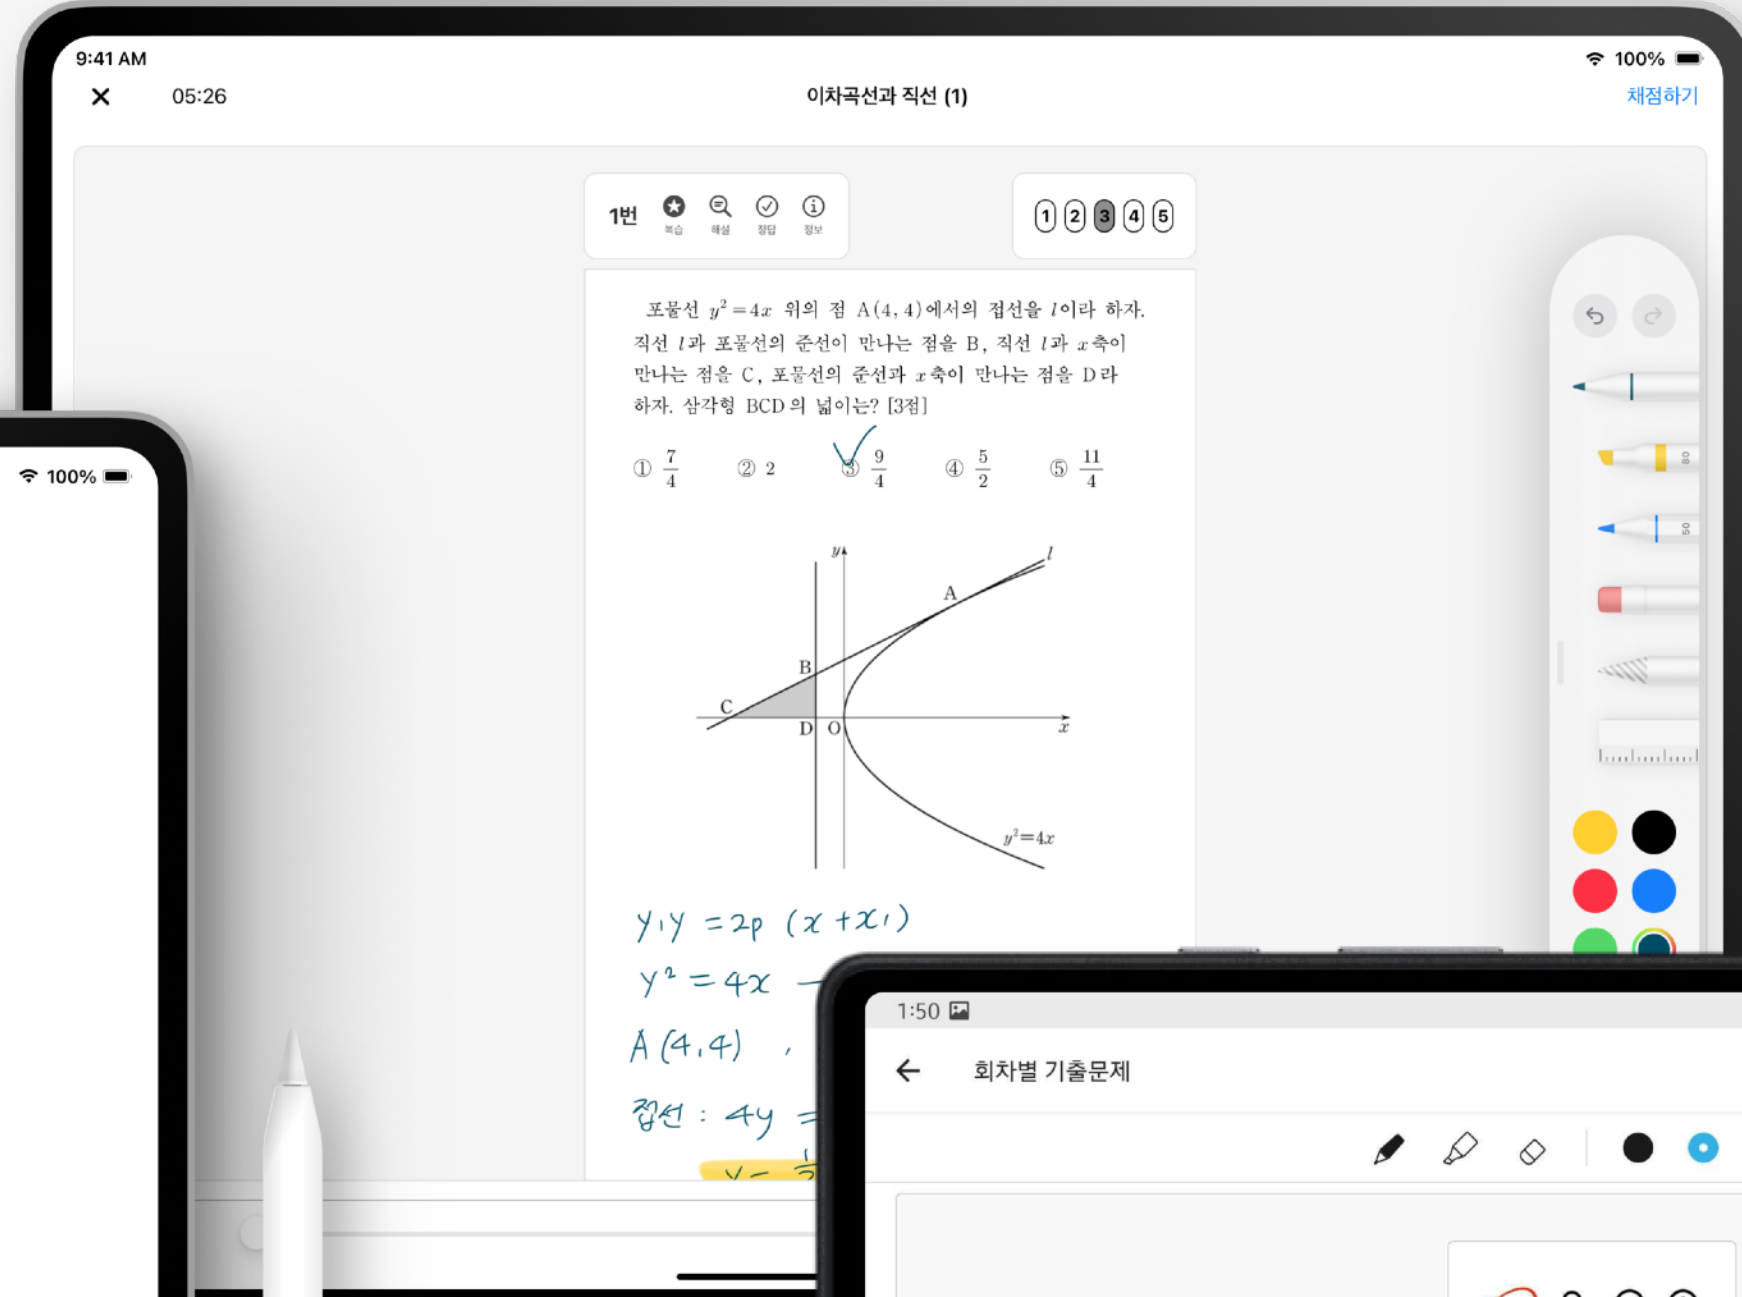 9:41 AM
100%
05:26
이차곡선과 직선 (1)
채점하기
1번
복습
해설
정답
정보
1 2 3 4 5
포물선 y²=4x 위의 점 A(4, 4)에서의 접선을 l이라 하자.
직선 l과 포물선의 준선이 만나는 점을 B, 직선 l과 x축이
만나는 점을 C, 포물선의 준선과 x축이 만나는 점을 D라
하자. 삼각형 BCD의 넓이는? [3점]
① 7/4 ② 2 ③ 9/4 ④ 5/2 ⑤ 11/4
y
l
A
B
C
D
O
x
y²=4x
y₁y = 2p (x + x₁)
y² = 4x
A (4, 4) ,
접선 : 4y =
80
50
100%
1:50
회차별 기출문제